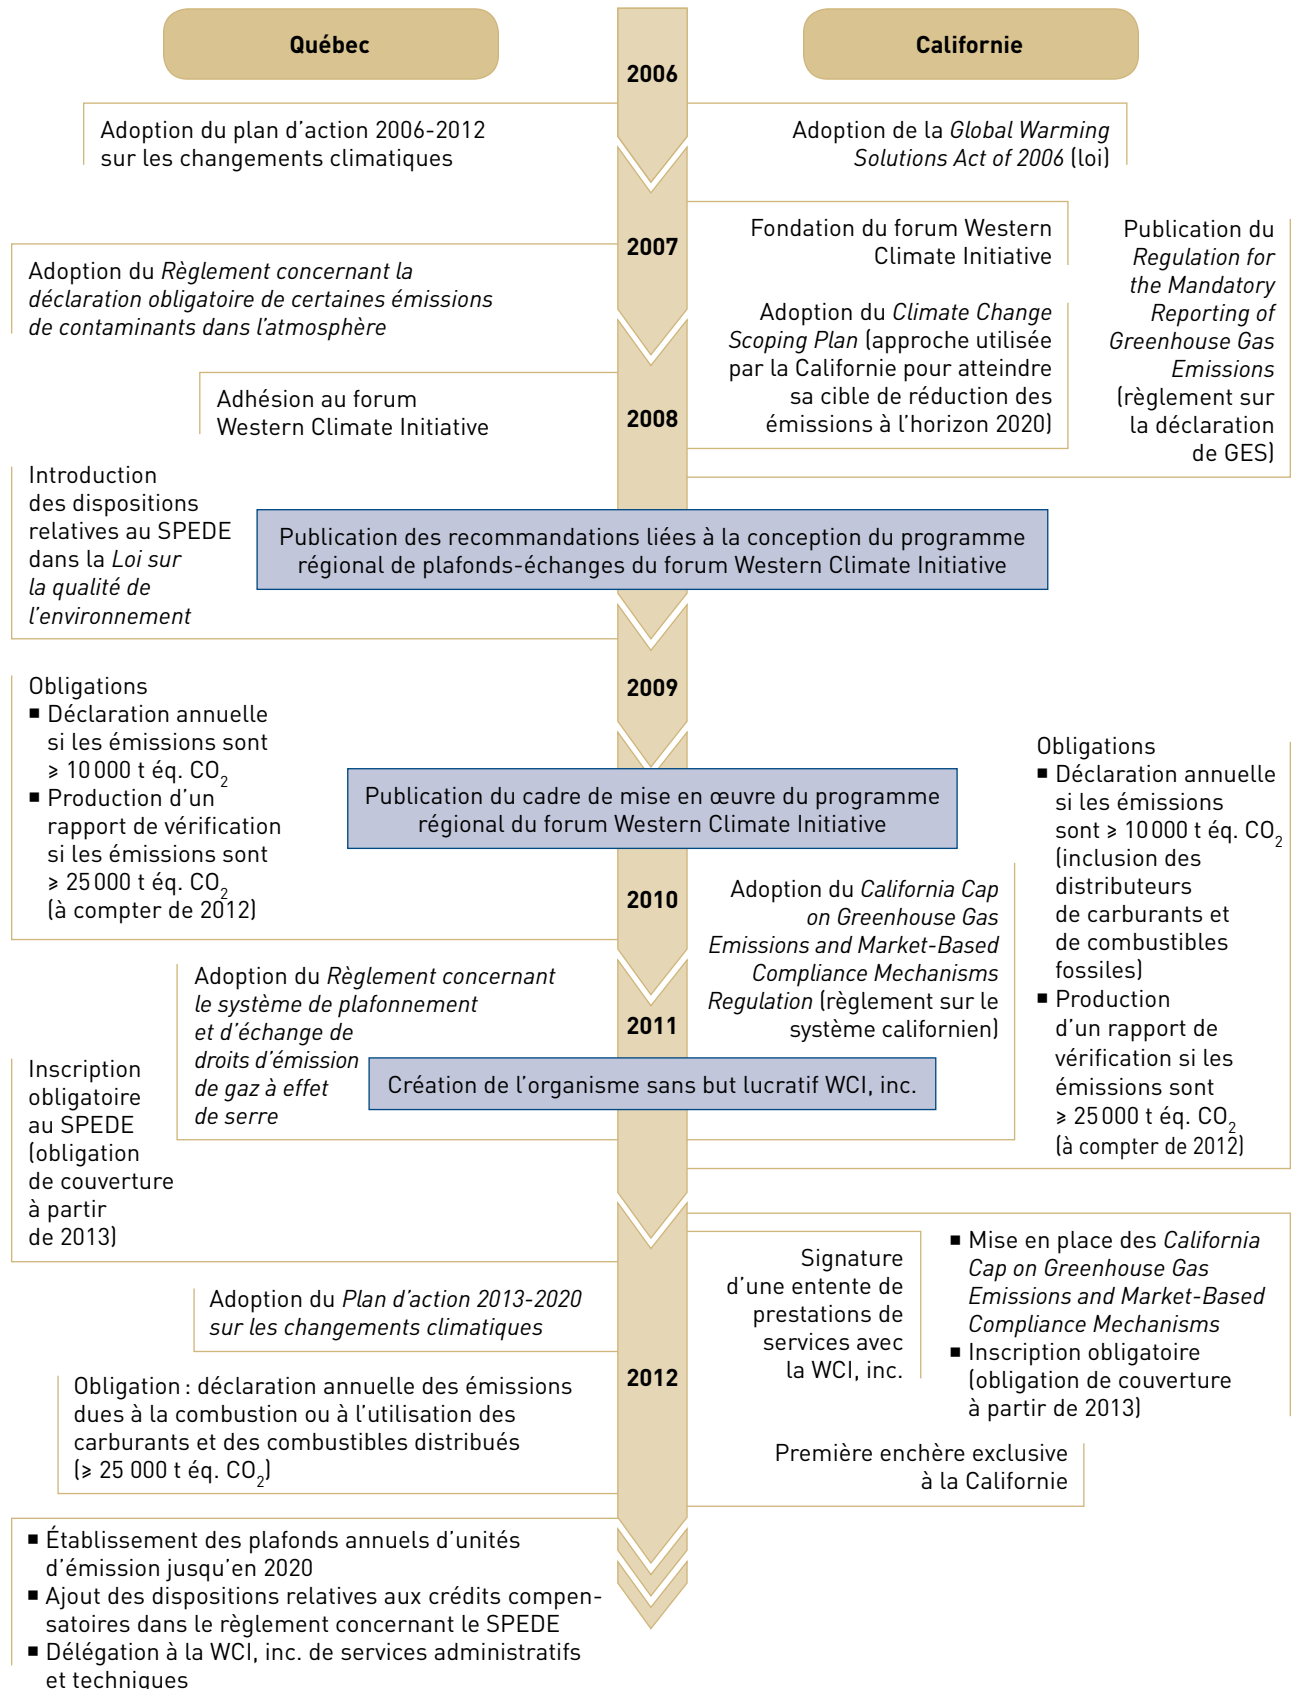 Québec
Californie
2006
Adoption du plan d’action 2006-2012
sur les changements climatiques
Adoption de la Global Warming
Solutions Act of 2006 (loi)
2007
Fondation du forum Western
Climate Initiative
Publication du
Regulation for
the Mandatory
Reporting of
Greenhouse Gas
Emissions
(règlement sur
la déclaration
de GES)
Adoption du Règlement concernant la
déclaration obligatoire de certaines émissions
de contaminants dans l’atmosphère
Adoption du Climate Change
Scoping Plan (approche utilisée
par la Californie pour atteindre
sa cible de réduction des
émissions à l’horizon 2020)
2008
Adhésion au forum
Western Climate Initiative
Introduction
des dispositions
relatives au SPEDE
dans la Loi sur
la qualité de
l’environnement
Publication des recommandations liées à la conception du programme
régional de plafonds-échanges du forum Western Climate Initiative
2009
Obligations
■ Déclaration annuelle
si les émissions sont
⩾ 10 000 t éq. CO2
■ Production d’un
rapport de vérification
si les émissions sont
⩾ 25 000 t éq. CO2
(à compter de 2012)
Publication du cadre de mise en œuvre du programme
régional du forum Western Climate Initiative
Obligations
■ Déclaration annuelle
si les émissions
sont ⩾ 10 000 t éq. CO2
(inclusion des
distributeurs
de carburants et
de combustibles
fossiles)
■ Production
d’un rapport de
vérification si les
émissions sont
⩾ 25 000 t éq. CO2
(à compter de 2012)
2010
Adoption du California Cap
on Greenhouse Gas
Emissions and Market-Based
Compliance Mechanisms
Regulation (règlement sur le
système californien)
Adoption du Règlement concernant
le système de plafonnement
et d’échange de
droits d’émission
de gaz à effet
de serre
2011
Création de l’organisme sans but lucratif WCI, inc.
Inscription
obligatoire
au SPEDE
(obligation
de couverture
à partir
de 2013)
Signature
d’une entente de
prestations de
services avec
la WCI, inc.
■ Mise en place des California
Cap on Greenhouse Gas
Emissions and Market-Based
Compliance Mechanisms
■ Inscription obligatoire
(obligation de couverture
à partir de 2013)
Adoption du Plan d’action 2013-2020
sur les changements climatiques
2012
Obligation : déclaration annuelle des émissions
dues à la combustion ou à l’utilisation des
carburants et des combustibles distribués
(⩾ 25 000 t éq. CO2)
Première enchère exclusive
à la Californie
■ Établissement des plafonds annuels d’unités
d’émission jusqu’en 2020
■ Ajout des dispositions relatives aux crédits compen-
satoires dans le règlement concernant le SPEDE
■ Délégation à la WCI, inc. de services administratifs
et techniques